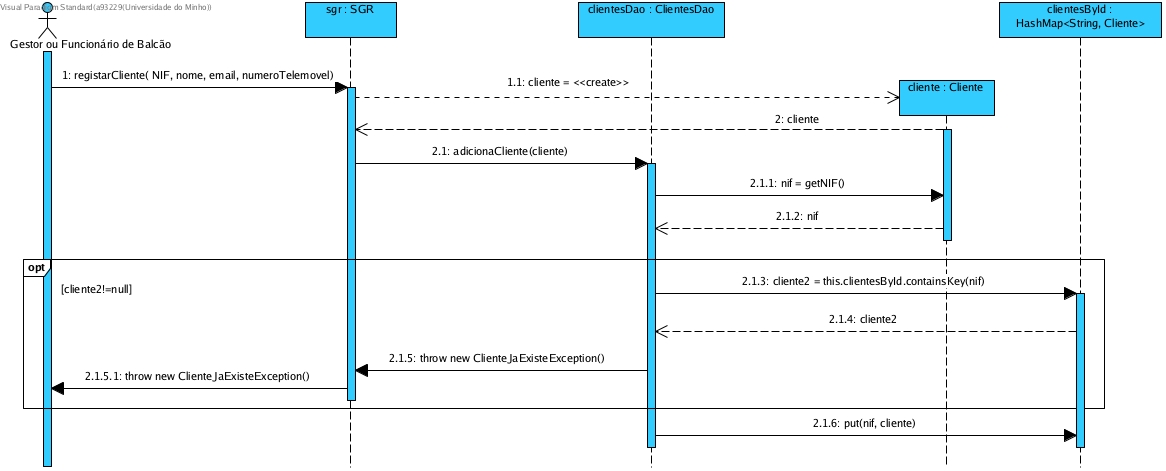 Visual Paradigm Standard(a93229(Universidade do Minho))
sgr : SGR
clientesDao : ClientesDao
clientesById :
HashMap<String, Cliente>
Gestor ou Funcionário de Balcão
1: registarCliente( NIF, nome, email, numeroTelemovel)
1.1: cliente = <<create>>
cliente : Cliente
2: cliente
2.1: adicionaCliente(cliente)
2.1.1: nif = getNIF()
2.1.2: nif
opt
[cliente2!=null]
2.1.3: cliente2 = this.clientesById.containsKey(nif)
2.1.4: cliente2
2.1.5: throw new ClienteJaExisteException()
2.1.5.1: throw new ClienteJaExisteException()
2.1.6: put(nif, cliente)